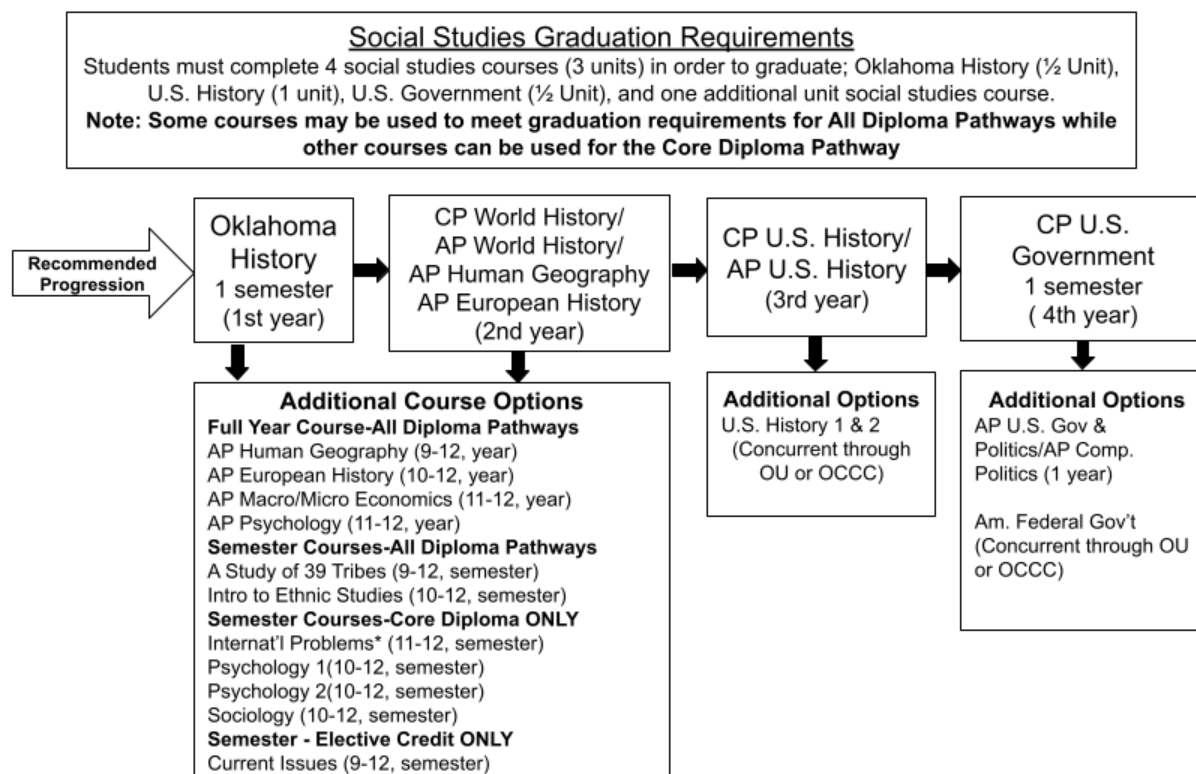 Social Studies Graduation Requirements
Students must complete 4 social studies courses (3 units) in order to graduate; Oklahoma History (½ Unit),
U.S. History (1 unit), U.S. Government (½ Unit), and one additional unit social studies course.
Note: Some courses may be used to meet graduation requirements for All Diploma Pathways while
other courses can be used for the Core Diploma Pathway
Recommended
Progression
Oklahoma
History
1 semester
(1st year)
CP World History/
AP World History/
AP Human Geography
AP European History
(2nd year)
CP U.S. History/
AP U.S. History
(3rd year)
CP U.S.
Government
1 semester
( 4th year)
Additional Course Options
Full Year Course-All Diploma Pathways
AP Human Geography (9-12, year)
AP European History (10-12, year)
AP Macro/Micro Economics (11-12, year)
AP Psychology (11-12, year)
Semester Courses-All Diploma Pathways
A Study of 39 Tribes (9-12, semester)
Intro to Ethnic Studies (10-12, semester)
Semester Courses-Core Diploma ONLY
Internat'l Problems* (11-12, semester)
Psychology 1(10-12, semester)
Psychology 2(10-12, semester)
Sociology (10-12, semester)
Semester - Elective Credit ONLY
Current Issues (9-12, semester)
Additional Options
U.S. History 1 & 2
(Concurrent through
OU or OCCC)
Additional Options
AP U.S. Gov &
Politics/AP Comp.
Politics (1 year)
Am. Federal Gov't
(Concurrent through OU
or OCCC)